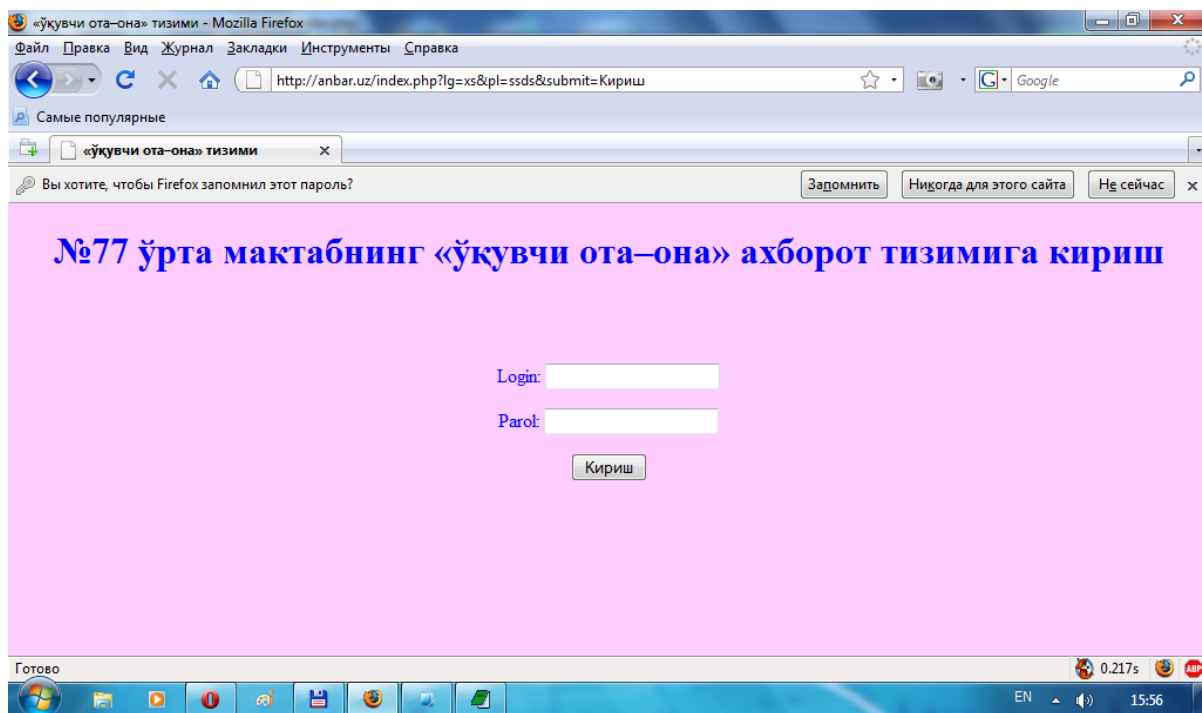 «ўқувчи ота–она» тизими - Mozilla Firefox
Файл Правка Вид Журнал Закладки Инструменты Справка
http://anbar.uz/index.php?lg=xs&pl=ssds&submit=Кириш G Google
Самые популярные
«ўқувчи ота–она» тизими
Вы хотите, чтобы Firefox запомнил этот пароль? Запомнить Никогда для этого сайта Не сейчас
№77 ўрта мактабнинг «ўқувчи ота–она» ахборот тизимига кириш
Login:
Parol:
Кириш
Готово 0.217s ABP
EN 15:56